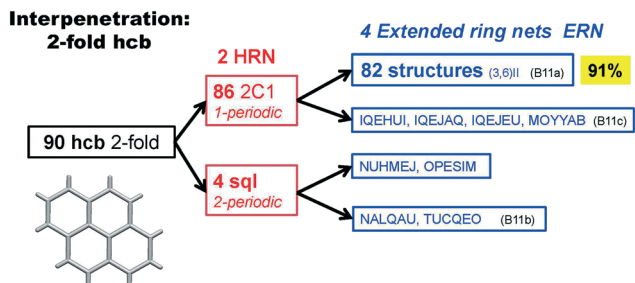 Interpenetration:
2-fold hcb
4 Extended ring nets ERN
2 HRN
82 structures (3,6)II (B11a)
91%
86 2C1
1-periodic
IQEHUI, IQEJAQ, IQEJEU, MOYYAB (B11c)
90 hcb 2-fold
4 sql
2-periodic
NUHMEJ, OPESIM
NALQAU, TUCQEO (B11b)